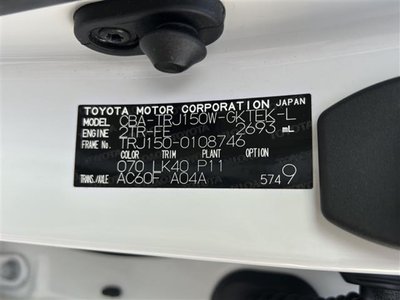 TOYOTA MOTOR CORPORATION JAPAN
MODEL CBA-TRJ150W-GKTEK-L
ENGINE 2TR-FE 2693 mL
FRAME No. TRJ150-0108746
COLOR TRIM PLANT
070 LK40 P11
TRANS./AXLE AC60F A04A 5749